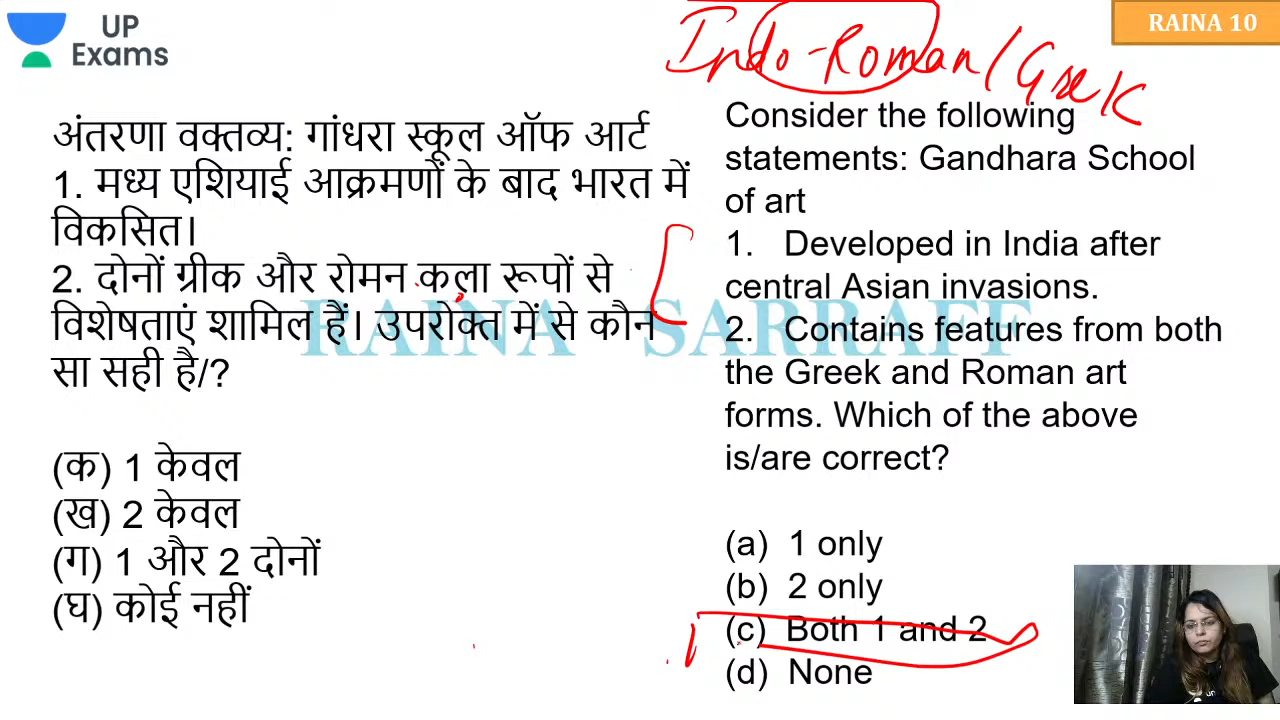 UP
Exams
RAINA 10
Indo-Roman/Greek
अंतरणा वक्तव्य: गांधरा स्कूल ऑफ आर्ट
1. मध्य एशियाई आक्रमणों के बाद भारत में
विकसित।
2. दोनों ग्रीक और रोमन कला रूपों से
विशेषताएं शामिल हैं। उपरोक्त में से कौन
सा सही है/?
(क) 1 केवल
(ख) 2 केवल
(ग) 1 और 2 दोनों
(घ) कोई नहीं
Consider the following
statements: Gandhara School
of art
1. Developed in India after
central Asian invasions.
2. Contains features from both
the Greek and Roman art
forms. Which of the above
is/are correct?
(a) 1 only
(b) 2 only
(c) Both 1 and 2
(d) None
RAINA SARRAFF